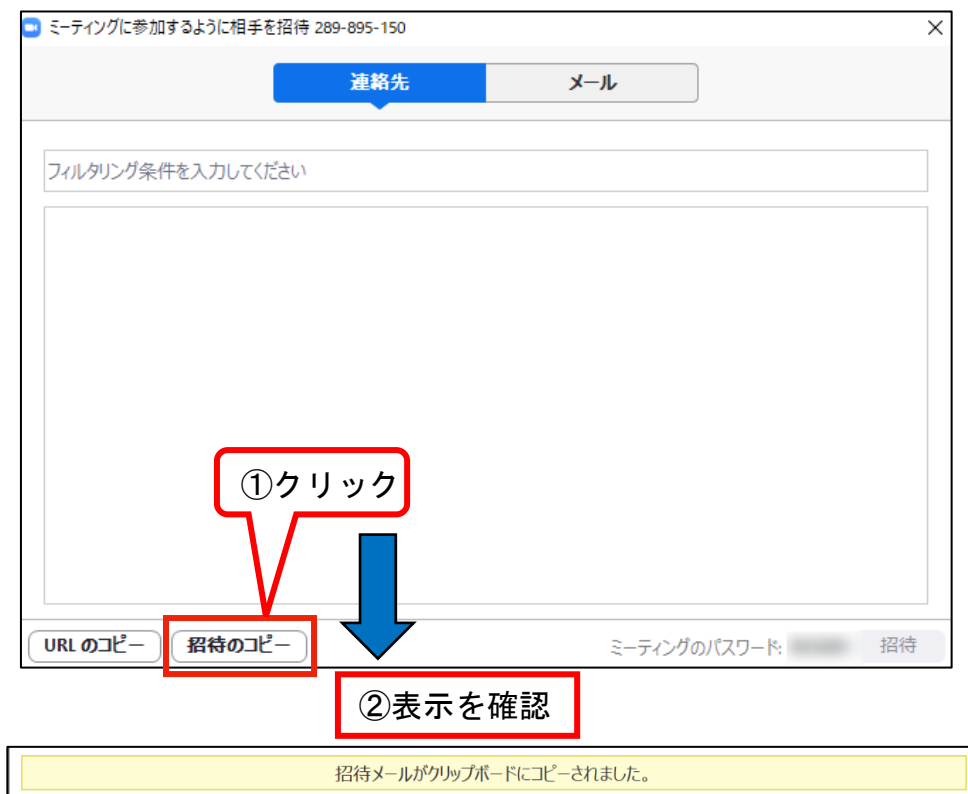 ミーティングに参加するように相手を招待 289-895-150
連絡先
メール
フィルタリング条件を入力してください
①クリック
URL のコピー
招待のコピー
ミーティングのパスワード:
招待
②表示を確認
招待メールがクリップボードにコピーされました。